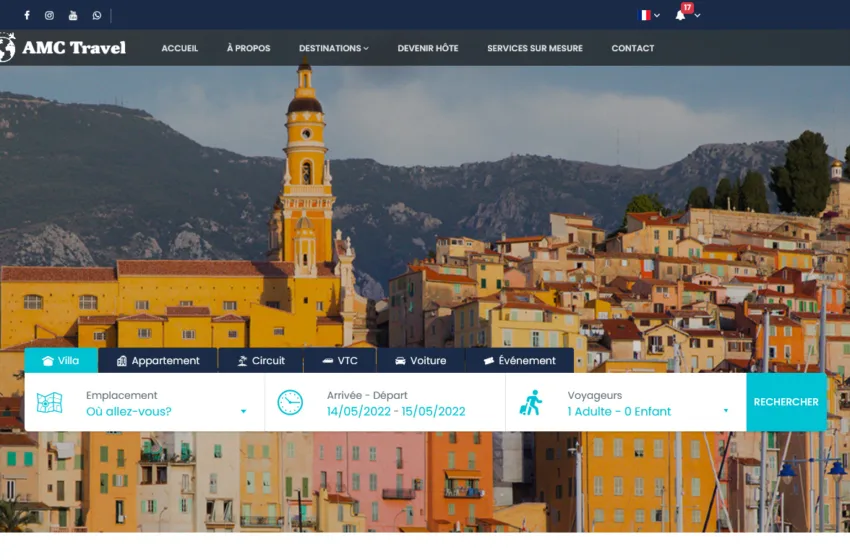 17
AMC Travel
ACCUEIL
À PROPOS
DESTINATIONS
DEVENIR HÔTE
SERVICES SUR MESURE
CONTACT
Villa
Appartement
Circuit
VTC
Voiture
Événement
Emplacement
Où allez-vous?
Arrivée - Départ
14/05/2022 - 15/05/2022
Voyageurs
1 Adulte - 0 Enfant
RECHERCHER